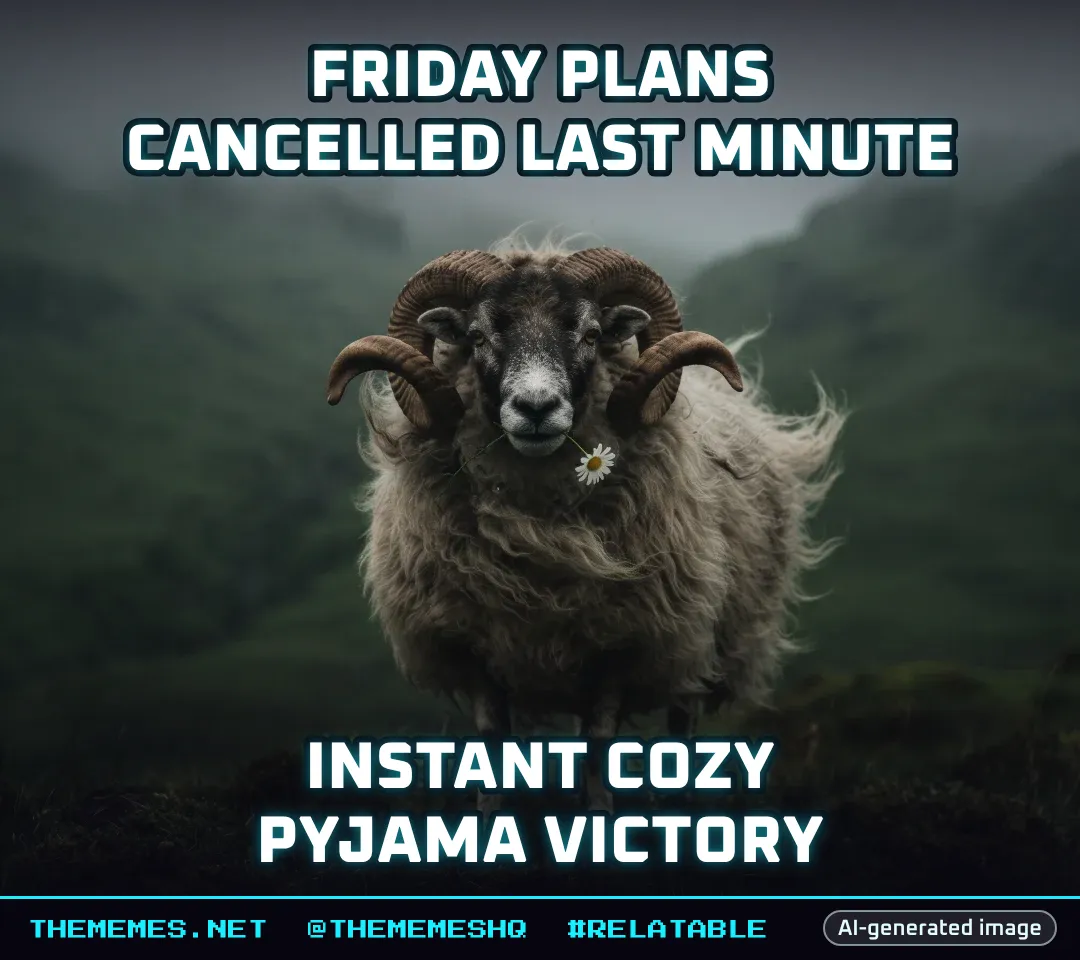 FRIDAY PLANS
CANCELLED LAST MINUTE
INSTANT COZY
PYJAMA VICTORY
THEMEMES.NET @THEMEMESHQ #RELATABLE AI-generated image